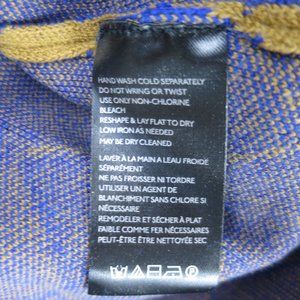 HAND WASH COLD SEPARATELY
DO NOT WRING OR TWIST
USE ONLY NON-CHLORINE
BLEACH
RESHAPE & LAY FLAT TO DRY
LOW IRON AS NEEDED
MAY BE DRY CLEANED
LAVER À LA MAIN A LEAU FROIDE
SÉPARÉMENT
NE PAS FROISSER NI TORDRE
UTILISER UN AGENT DE
BLANCHIMENT SANS CHLORE SI
NÉCESSAIRE
REMODELER ET SÉCHER À PLAT
FAIBLE COMME FER NÉCESSAIRE
PEUT-ÊTRE ÊTRE NETTOYÉE SEC